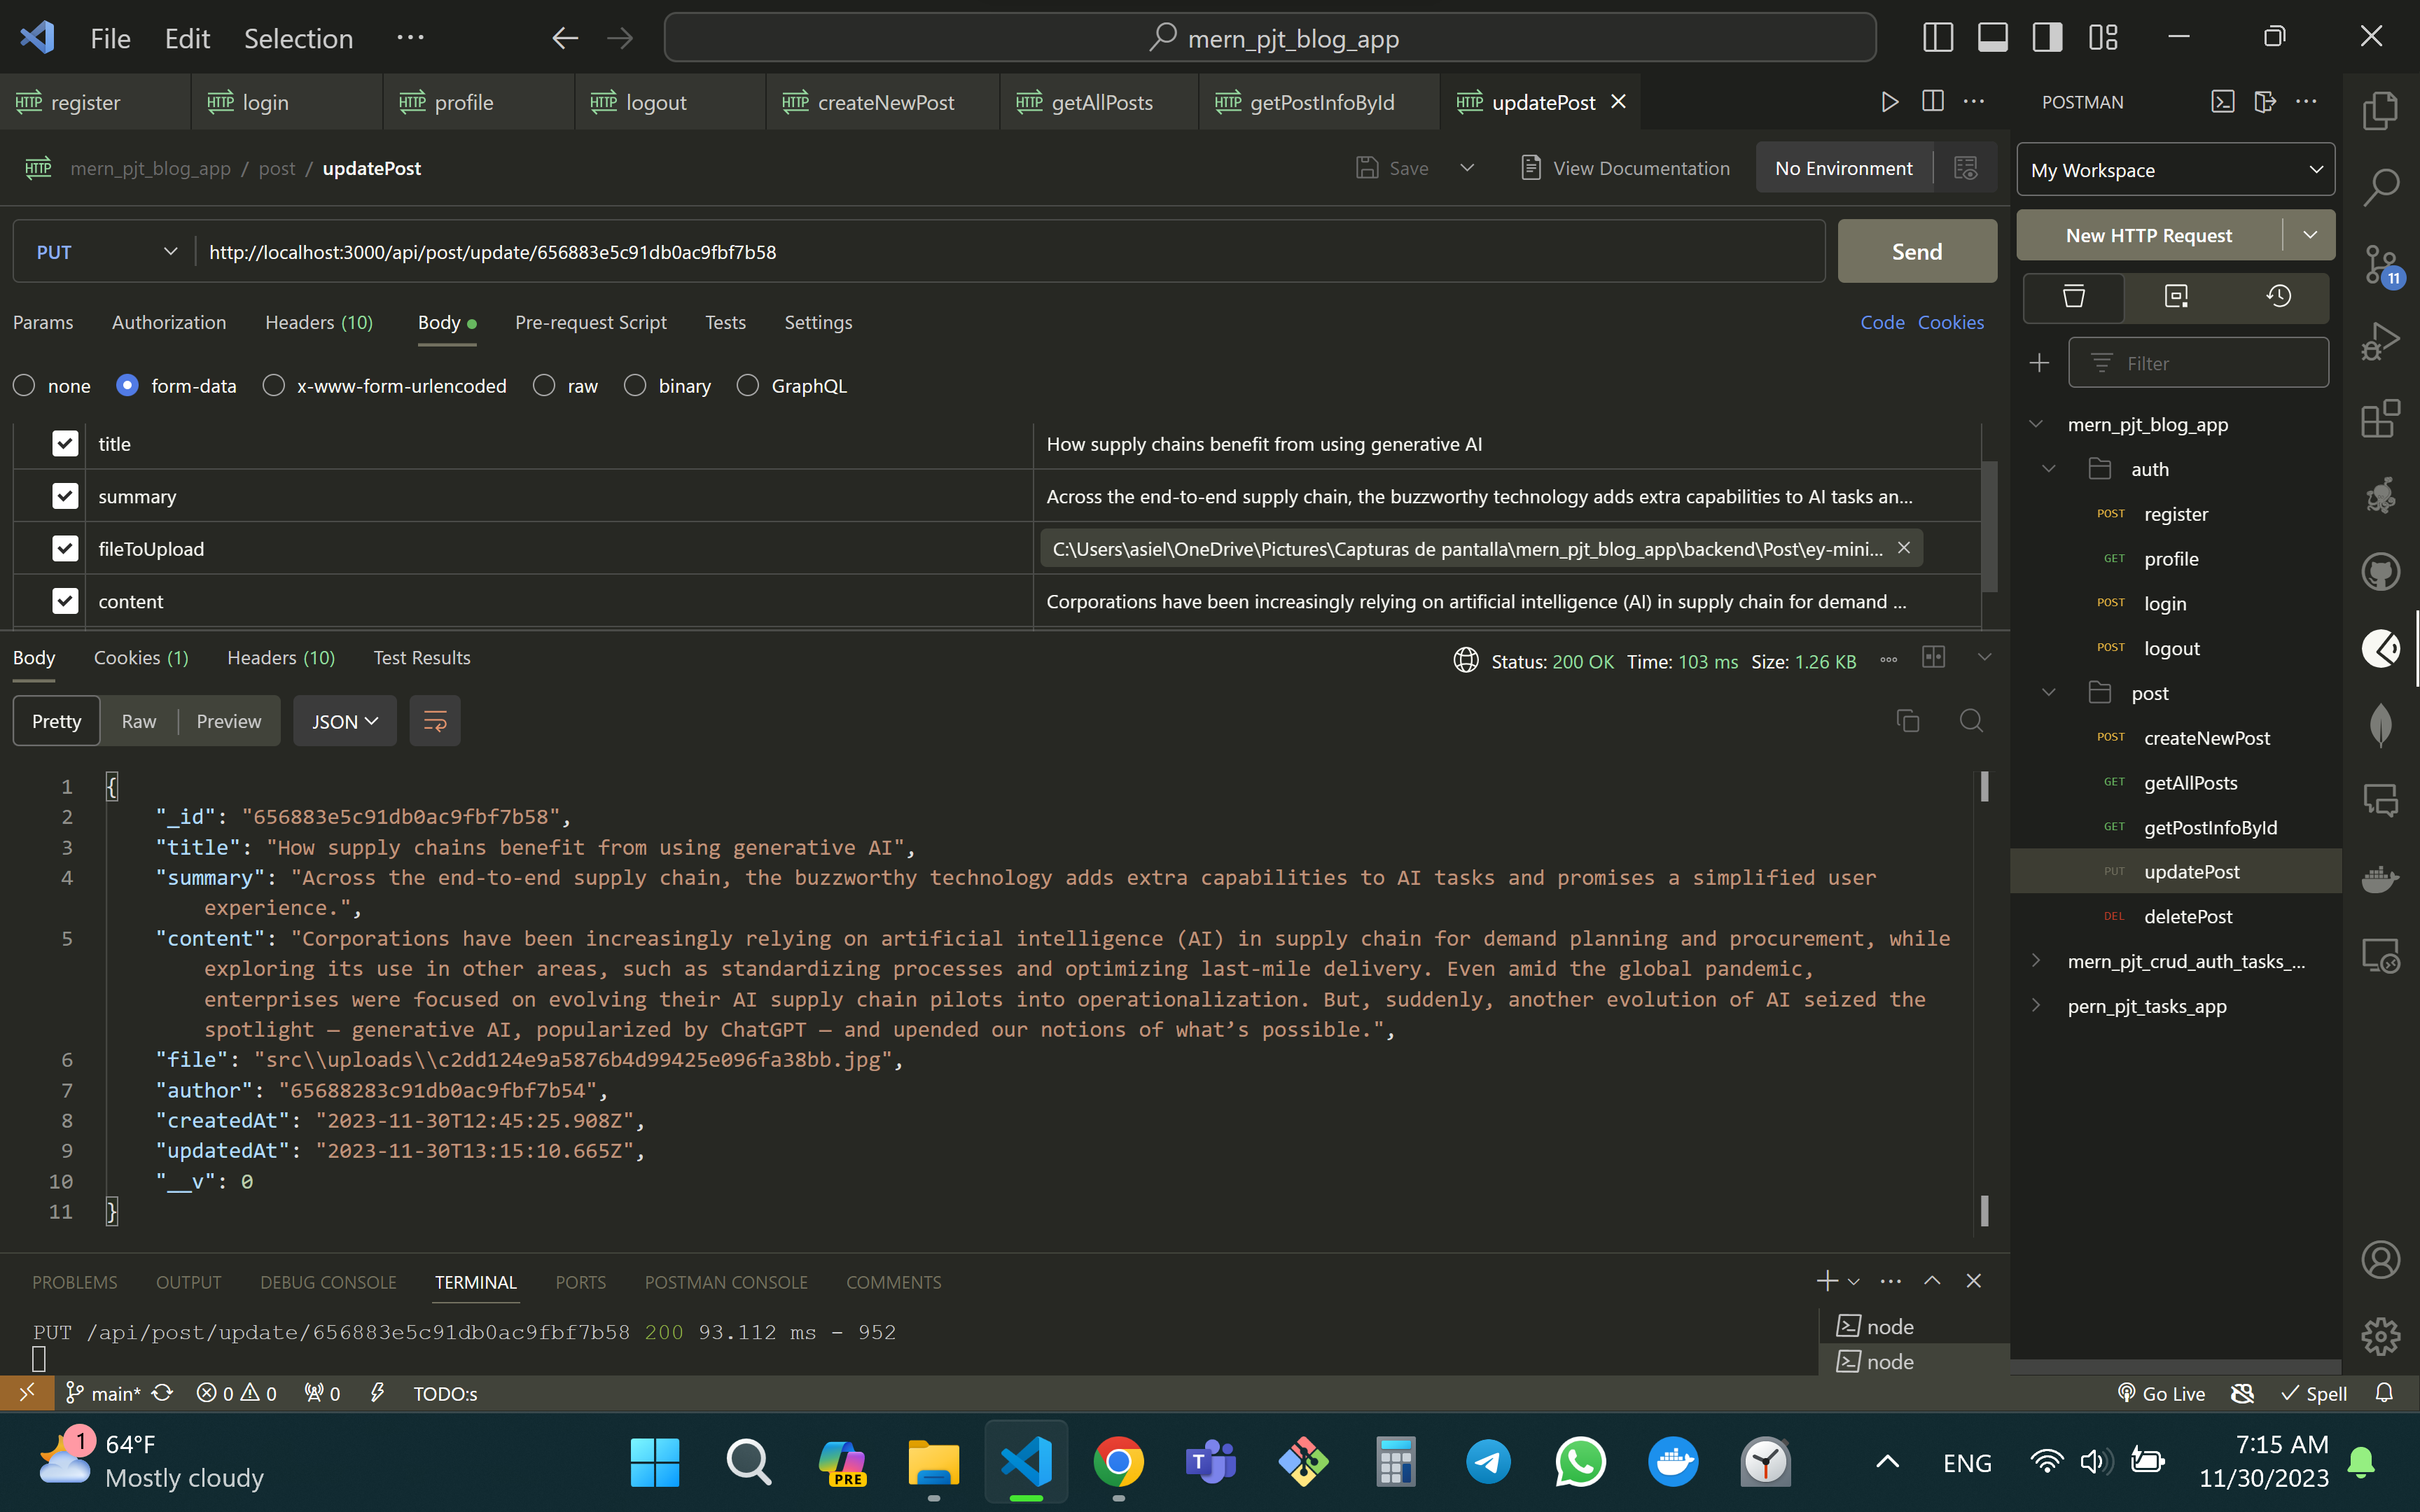 File Edit Selection ··· mern_pjt_blog_app
HTTP register HTTP login HTTP profile HTTP logout HTTP createNewPost HTTP getAllPosts HTTP getPostInfoById HTTP updatePost
HTTP mern_pjt_blog_app / post / updatePost Save View Documentation No Environment
PUT http://localhost:3000/api/post/update/656883e5c91db0ac9fbf7b58 Send
Params Authorization Headers (10) Body Pre-request Script Tests Settings Code Cookies
none form-data x-www-form-urlencoded raw binary GraphQL
title How supply chains benefit from using generative AI
summary Across the end-to-end supply chain, the buzzworthy technology adds extra capabilities to AI tasks an...
fileToUpload C:\Users\asiel\OneDrive\Pictures\Capturas de pantalla\mern_pjt_blog_app\backend\Post\ey-mini...
content Corporations have been increasingly relying on artificial intelligence (AI) in supply chain for demand ...
Body Cookies (1) Headers (10) Test Results Status: 200 OK Time: 103 ms Size: 1.26 KB
Pretty Raw Preview JSON
1 {
2 "_id": "656883e5c91db0ac9fbf7b58",
3 "title": "How supply chains benefit from using generative AI",
4 "summary": "Across the end-to-end supply chain, the buzzworthy technology adds extra capabilities to AI tasks and promises a simplified user
experience.",
5 "content": "Corporations have been increasingly relying on artificial intelligence (AI) in supply chain for demand planning and procurement, while
exploring its use in other areas, such as standardizing processes and optimizing last-mile delivery. Even amid the global pandemic,
enterprises were focused on evolving their AI supply chain pilots into operationalization. But, suddenly, another evolution of AI seized the
spotlight — generative AI, popularized by ChatGPT — and upended our notions of what’s possible.",
6 "file": "src\\uploads\\c2dd124e9a5876b4d99425e096fa38bb.jpg",
7 "author": "65688283c91db0ac9fbf7b54",
8 "createdAt": "2023-11-30T12:45:25.908Z",
9 "updatedAt": "2023-11-30T13:15:10.665Z",
10 "__v": 0
11 }
PROBLEMS OUTPUT DEBUG CONSOLE TERMINAL PORTS POSTMAN CONSOLE COMMENTS
PUT /api/post/update/656883e5c91db0ac9fbf7b58 200 93.112 ms - 952
node
node
POSTMAN
My Workspace
New HTTP Request
Filter
mern_pjt_blog_app
auth
POST register
GET profile
POST login
POST logout
post
POST createNewPost
GET getAllPosts
GET getPostInfoById
PUT updatePost
DEL deletePost
mern_pjt_crud_auth_tasks_...
pern_pjt_tasks_app
11
main* 0 0 0 TODO:s Go Live Spell
1 64°F
Mostly cloudy
PRE
T
ENG
7:15 AM
11/30/2023